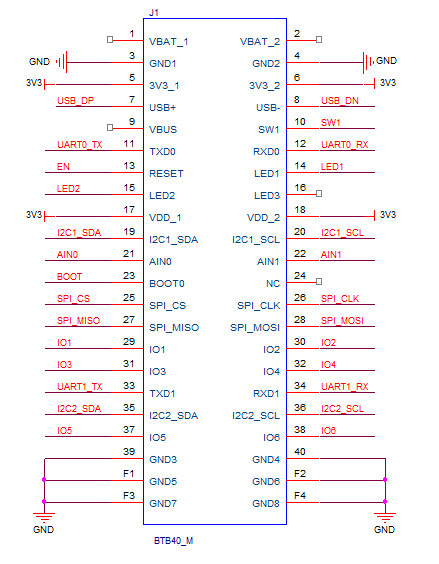 J1
1 VBAT_1 VBAT_2 2
GND 3 GND1 GND2 4 GND
3V3 5 3V3_1 3V3_2 6 3V3
USB_DP 7 USB+ USB- 8 USB_DN
9 VBUS SW1 10 SW1
UART0_TX 11 TXD0 RXD0 12 UART0_RX
EN 13 RESET LED1 14 LED1
LED2 15 LED2 LED3 16
3V3 17 VDD_1 VDD_2 18 3V3
I2C1_SDA 19 I2C1_SDA I2C1_SCL 20 I2C1_SCL
AIN0 21 AIN0 AIN1 22 AIN1
BOOT 23 BOOT0 NC 24
SPI_CS 25 SPI_CS SPI_CLK 26 SPI_CLK
SPI_MISO 27 SPI_MISO SPI_MOSI 28 SPI_MOSI
IO1 29 IO1 IO2 30 IO2
IO3 31 IO3 IO4 32 IO4
UART1_TX 33 TXD1 RXD1 34 UART1_RX
I2C2_SDA 35 I2C2_SDA I2C2_SCL 36 I2C2_SCL
IO5 37 IO5 IO6 38 IO6
39 GND3 GND4 40
F1 GND5 GND6 F2
F3 GND7 GND8 F4
GND GND
BTB40_M